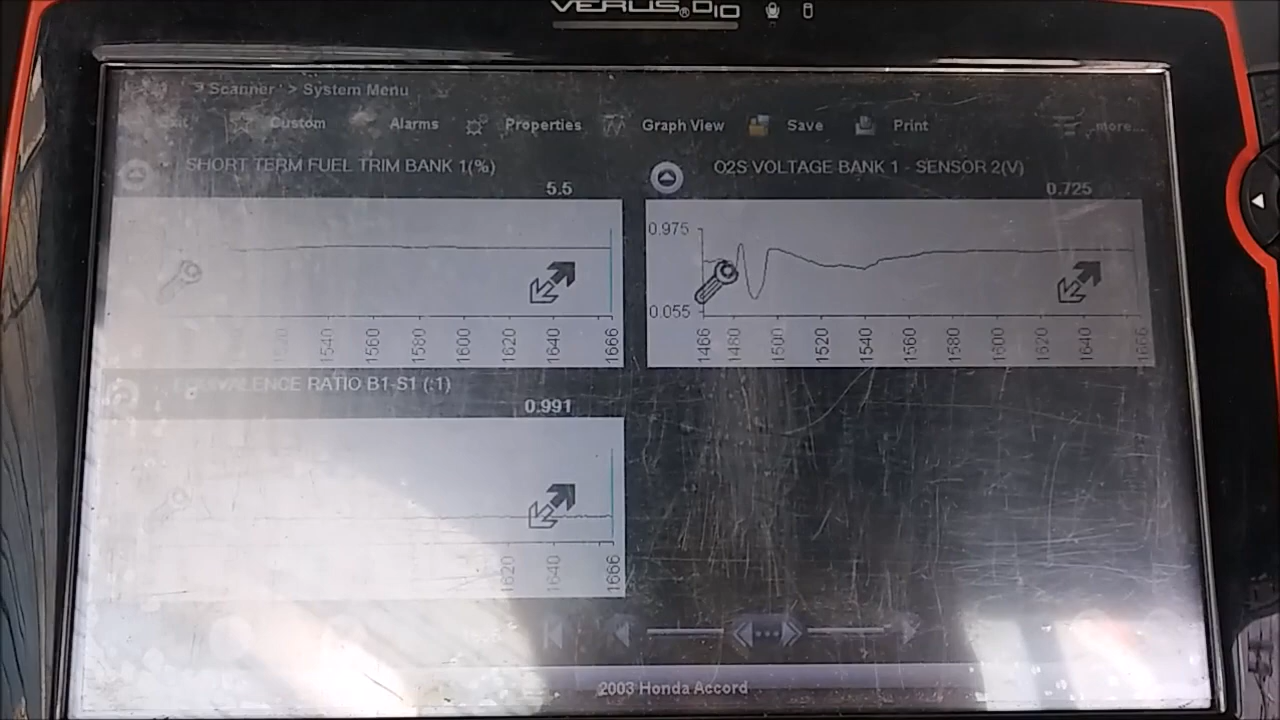 VERUS® D10
> Scanner > System Menu
Exit Custom Alarms Properties Graph View Save Print more...
SHORT TERM FUEL TRIM BANK 1(%)
5.5
1540 1560 1580 1600 1620 1640 1666
O2S VOLTAGE BANK 1 - SENSOR 2(V)
0.725
0.975
0.055
1466 1480 1500 1520 1540 1560 1580 1600 1620 1640 1666
EQUIVALENCE RATIO B1-S1 (:1)
0.991
1620 1640 1666
2003 Honda Accord